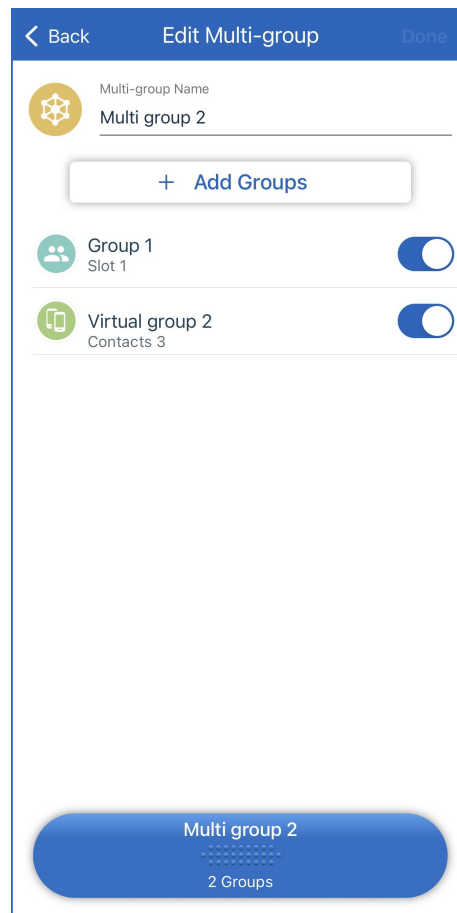 Back
Edit Multi-group
Done
Multi-group Name
Multi group 2
+ Add Groups
Group 1
Slot 1
Virtual group 2
Contacts 3
Multi group 2
2 Groups